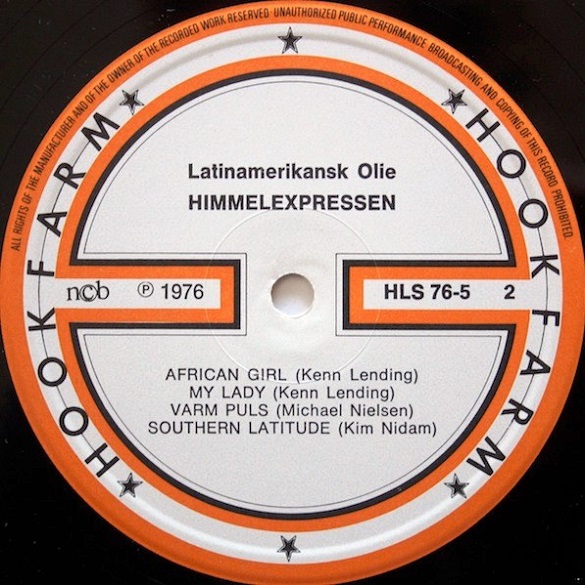 ALL RIGHTS OF THE MANUFACTURER AND OF THE OWNER OF THE RECORDED WORK RESERVED UNAUTHORIZED PUBLIC PERFORMANCE BROADCASTING AND COPYING OF THIS RECORD PROHIBITED
HOOKFARM
HOOKFARM
Latinamerikansk Olie
HIMMELEXPRESSEN
ncb ℗ 1976
HLS 76-5 2
AFRICAN GIRL (Kenn Lending)
MY LADY (Kenn Lending)
VARM PULS (Michael Nielsen)
SOUTHERN LATITUDE (Kim Nidam)